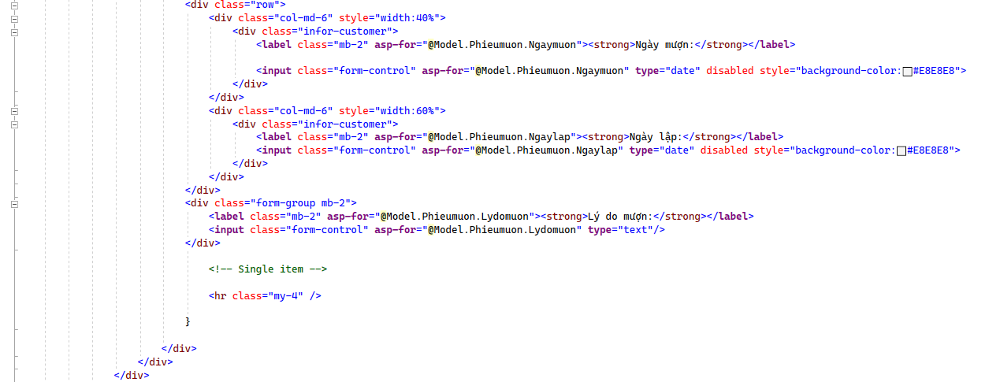 <div class="row">
<div class="col-md-6" style="width:40%">
<div class="infor-customer">
<label class="mb-2" asp-for="@Model.Phieumuon.Ngaymuon"><strong>Ngày mượn:</strong></label>
<input class="form-control" asp-for="@Model.Phieumuon.Ngaymuon" type="date" disabled style="background-color:#E8E8E8">
</div>
</div>
<div class="col-md-6" style="width:60%">
<div class="infor-customer">
<label class="mb-2" asp-for="@Model.Phieumuon.Ngaylap"><strong>Ngày lập:</strong></label>
<input class="form-control" asp-for="@Model.Phieumuon.Ngaylap" type="date" disabled style="background-color:#E8E8E8">
</div>
</div>
</div>
<div class="form-group mb-2">
<label class="mb-2" asp-for="@Model.Phieumuon.Lydomuon"><strong>Lý do mượn:</strong></label>
<input class="form-control" asp-for="@Model.Phieumuon.Lydomuon" type="text"/>
</div>
<!-- Single item -->
<hr class="my-4" />
}
</div>
</div>
</div>